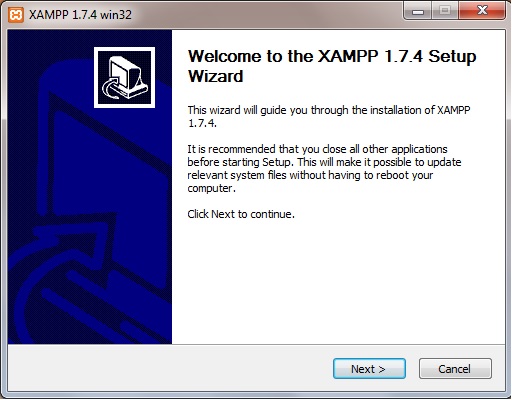 XAMPP 1.7.4 win32
Welcome to the XAMPP 1.7.4 Setup
Wizard
This wizard will guide you through the installation of XAMPP
1.7.4.
It is recommended that you close all other applications
before starting Setup. This will make it possible to update
relevant system files without having to reboot your
computer.
Click Next to continue.
Next >
Cancel